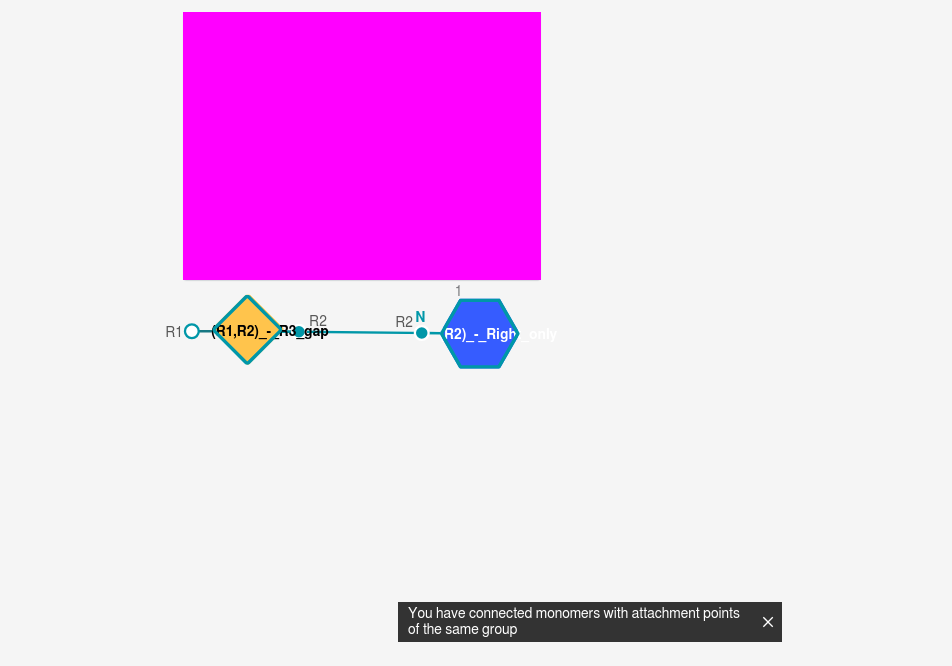 1
R1
(R1,R2)_-_R3_gap
R2
R2
N
R2)_-_Right_only
You have connected monomers with attachment points
of the same group